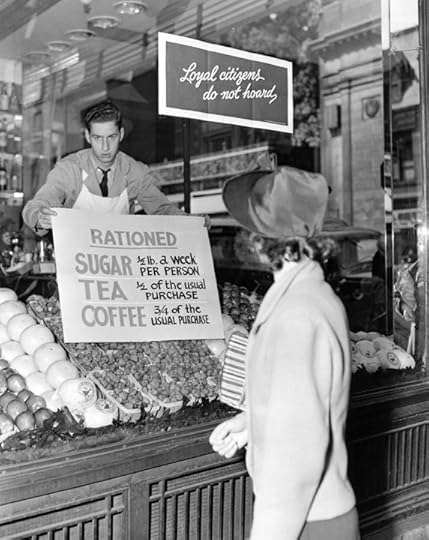 Loyal citizens
do not hoard,
RATIONED
SUGAR ½ lb. a week
PER PERSON
TEA ½ of the usual
PURCHASE
COFFEE 3/4 of the
usual PURCHASE